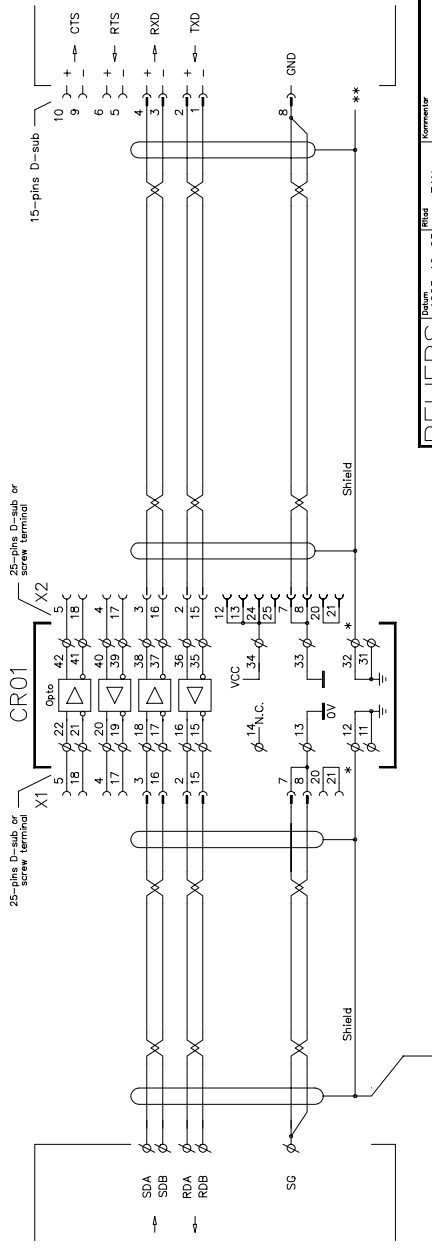 15-pins D-sub
10
+
CTS
9
–
6
+
RTS
5
–
4
+
RXD
3
–
2
+
TXD
1
–
8
GND
**
Shield
25-pins D-sub or
screw terminal
X2
CR01
25-pins D-sub or
screw terminal
X1
Opto
5
22
42
5
18
21
41
18
4
20
40
4
17
19
39
17
3
18
38
3
16
17
37
16
2
16
36
2
15
15
35
15
12
13
24
25
VCC
34
14
N.C.
7
8
13
33
7
8
0V
20
21
20
21
*
12
32
*
11
31
Shield
SDA
SDB
RDA
RDB
SG
Datum
Ritad
Kommentar